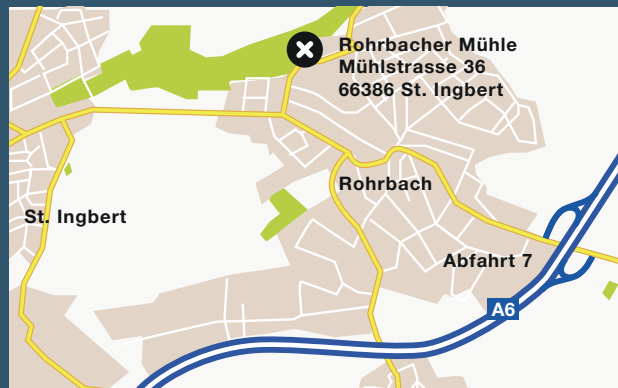 Rohrbacher Mühle
Mühlstrasse 36
66386 St. Ingbert
Rohrbach
St. Ingbert
Abfahrt 7
A6